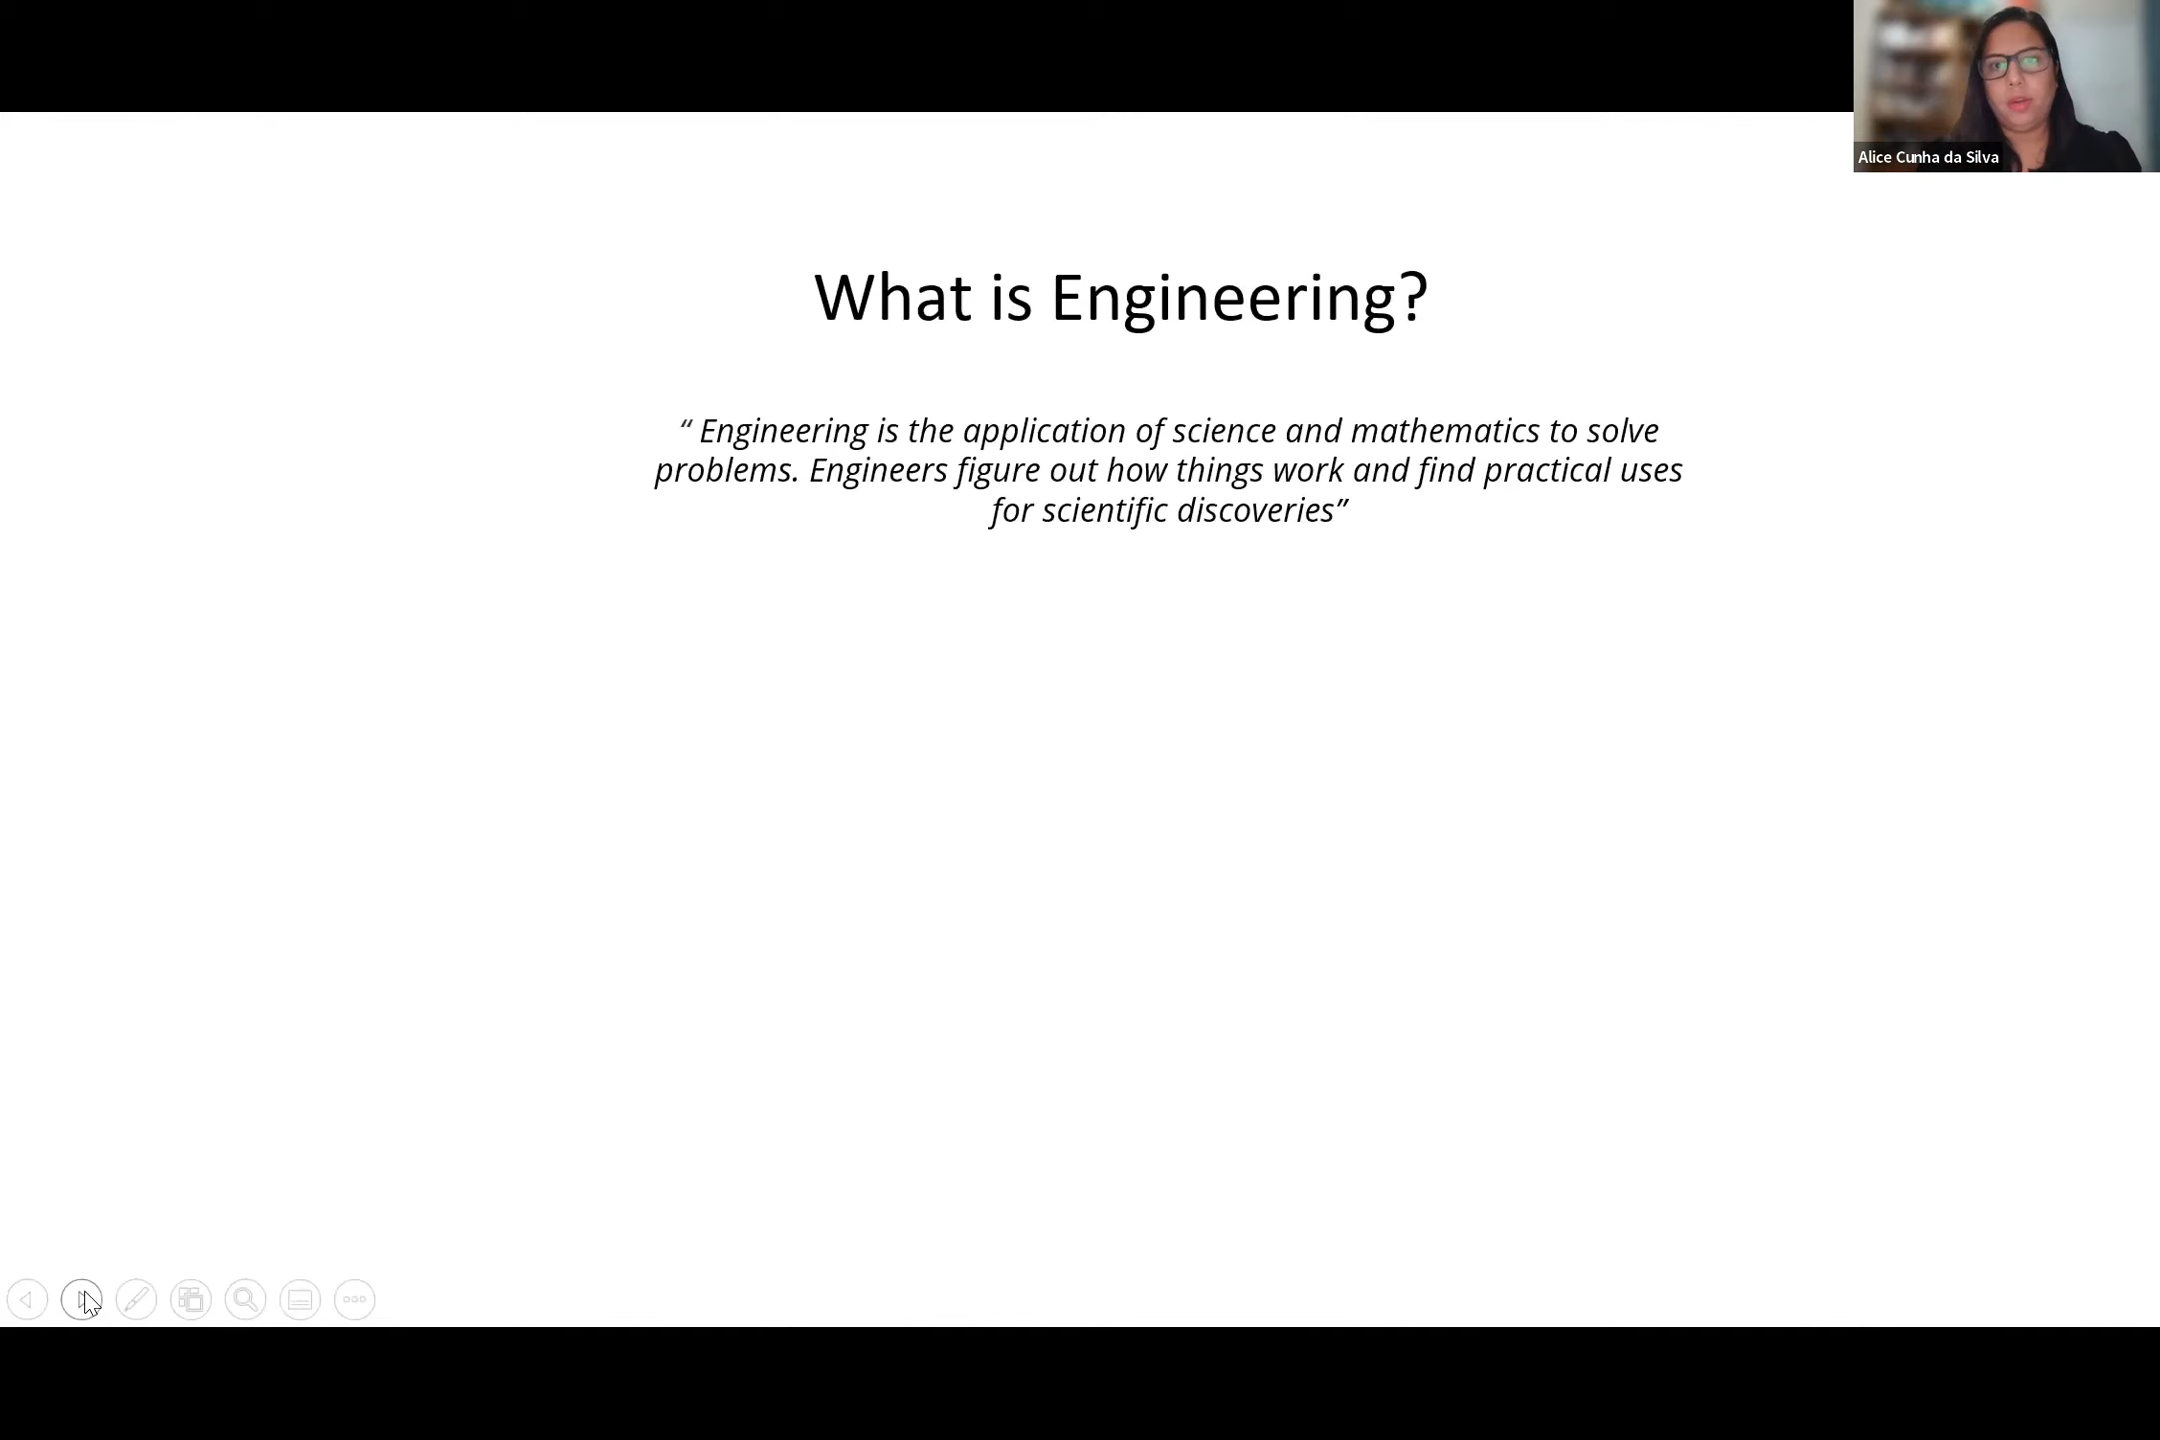 Alice Cunha da Silva
What is Engineering?
“ Engineering is the application of science and mathematics to solve
problems. Engineers figure out how things work and find practical uses
for scientific discoveries”